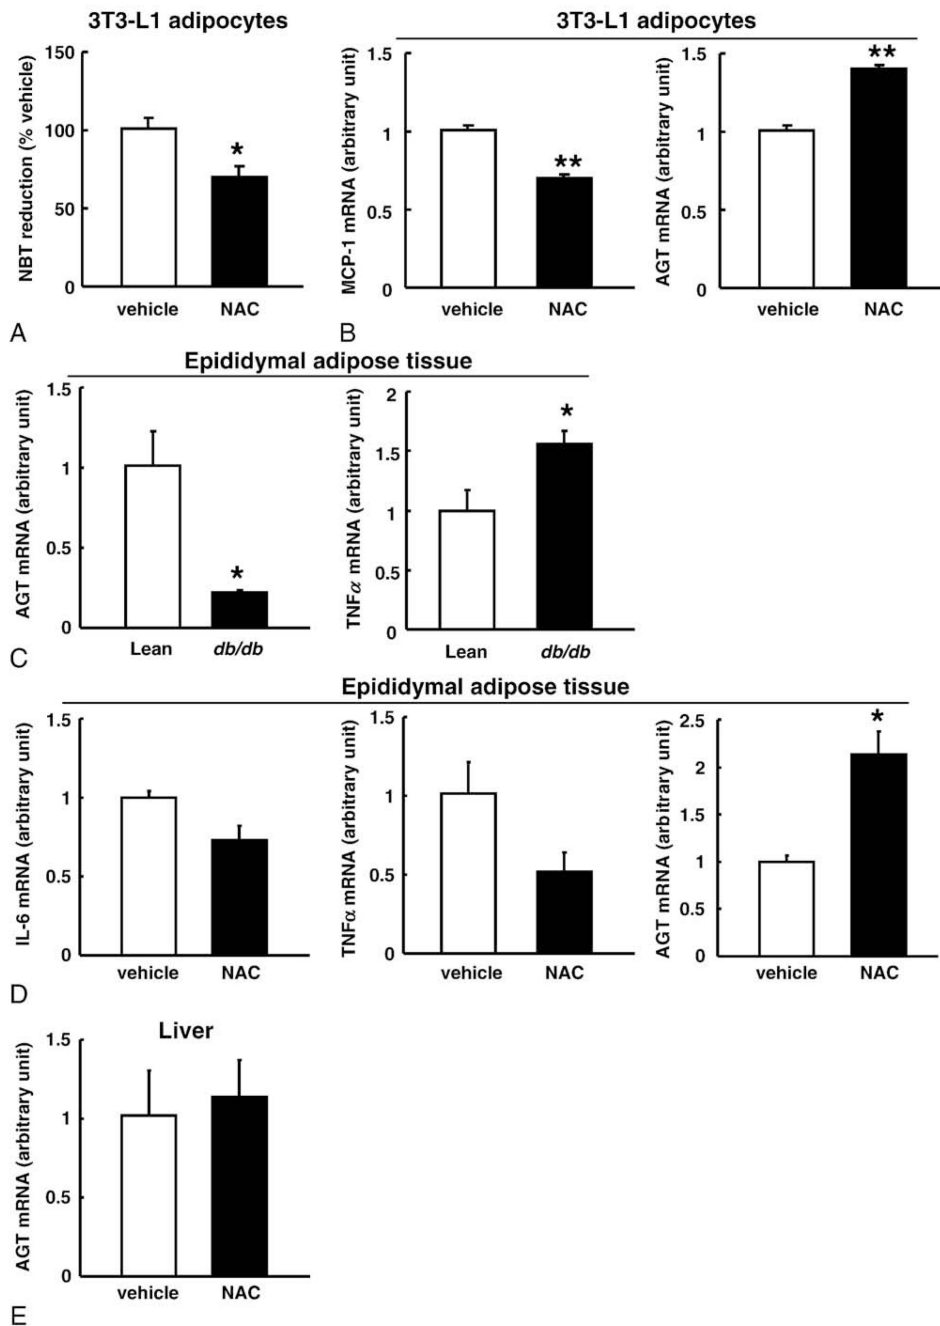 3T3-L1 adipocytes
3T3-L1 adipocytes
NBT reduction (% vehicle)
150
100
50
0
*
vehicle NAC
A
MCP-1 mRNA (arbitrary unit)
1.5
1
0.5
0
**
vehicle NAC
B
AGT mRNA (arbitrary unit)
1.5
1
0.5
0
**
vehicle NAC
Epididymal adipose tissue
AGT mRNA (arbitrary unit)
1.5
1
0.5
0
*
Lean db/db
C
TNFα mRNA (arbitrary unit)
2
1.5
1
0.5
0
*
Lean db/db
Epididymal adipose tissue
IL-6 mRNA (arbitrary unit)
1.5
1
0.5
0
vehicle NAC
D
TNFα mRNA (arbitrary unit)
1.5
1
0.5
0
vehicle NAC
AGT mRNA (arbitrary unit)
2.5
2
1.5
1
0.5
0
*
vehicle NAC
Liver
AGT mRNA (arbitrary unit)
1.5
1
0.5
0
vehicle NAC
E